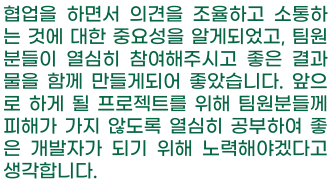 협업을 하면서 의견을 조율하고 소통하
는 것에 대한 중요성을 알게되었고, 팀원
분들이 열심히 참여해주시고 좋은 결과
물을 함께 만들게되어 좋았습니다. 앞으
로 하게 될 프로젝트를 위해 팀원분들께
피해가 가지 않도록 열심히 공부하여 좋
은 개발자가 되기 위해 노력해야겠다고
생각합니다.